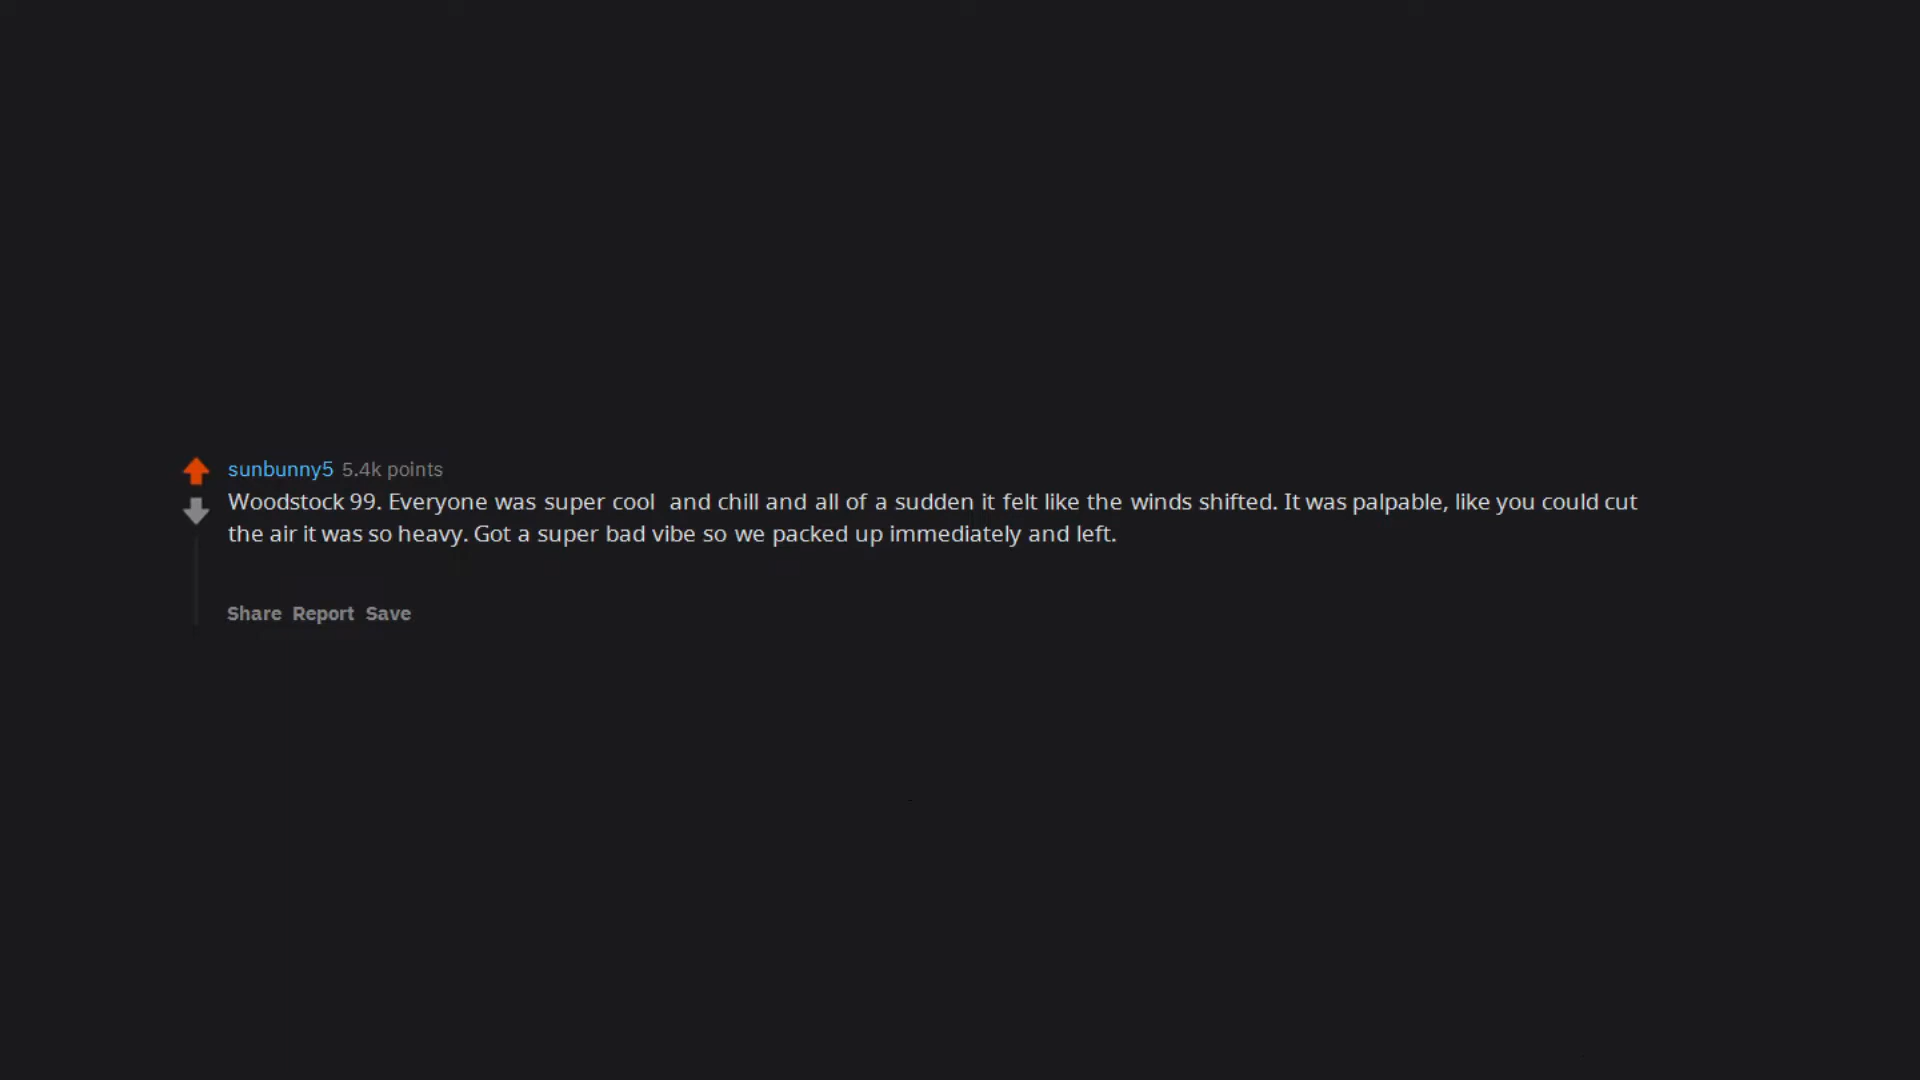 sunbunny5 5.4k points
Woodstock 99. Everyone was super cool  and chill and all of a sudden it felt like the winds shifted. It was palpable, like you could cut
the air it was so heavy. Got a super bad vibe so we packed up immediately and left.
Share Report Save